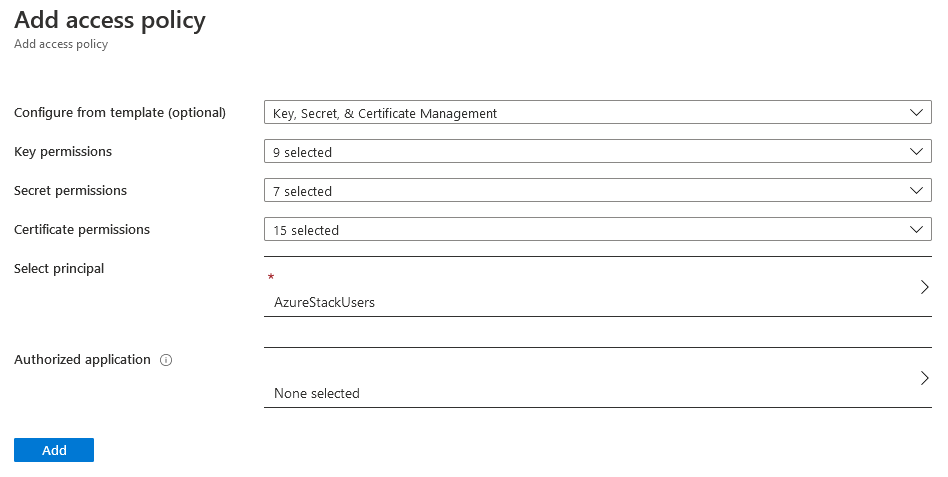 Add access policy
Add access policy
Configure from template (optional)
Key, Secret, & Certificate Management
Key permissions
9 selected
Secret permissions
7 selected
Certificate permissions
15 selected
Select principal
*
AzureStackUsers
Authorized application
None selected
Add